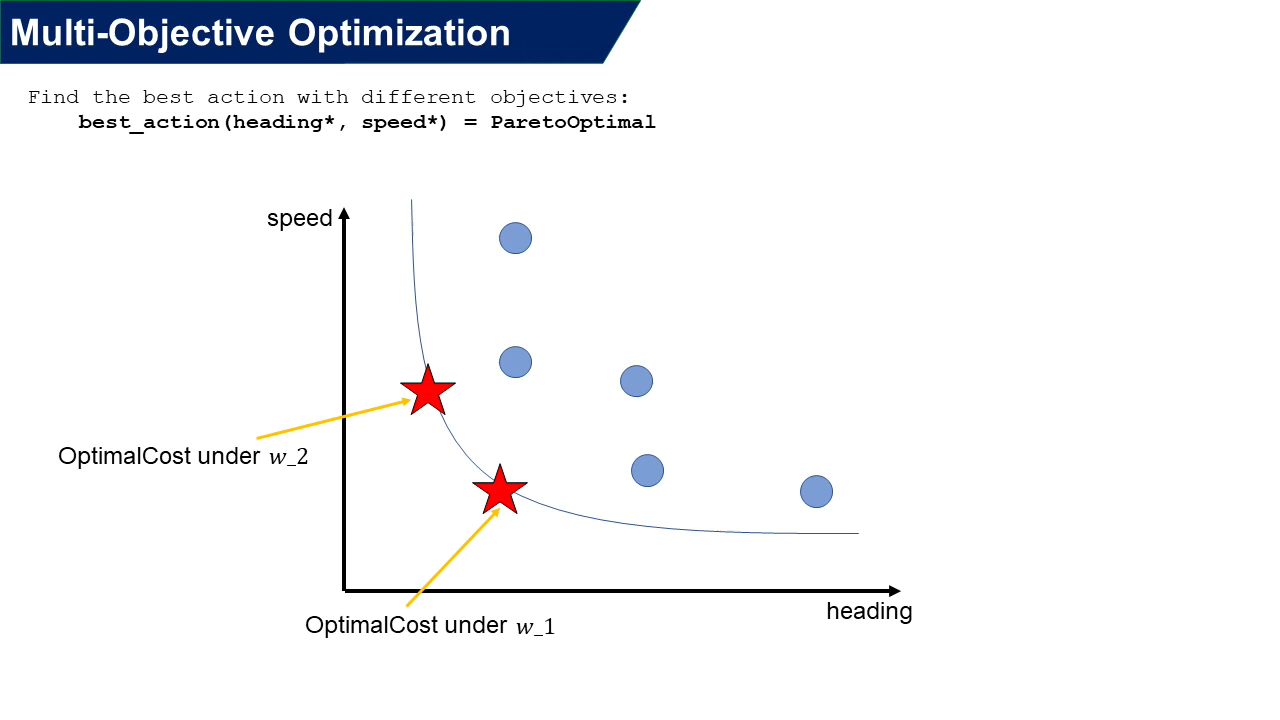 Multi-Objective Optimization
Find the best action with different objectives:
best_action(heading*, speed*) = ParetoOptimal
speed
OptimalCost under w_2
heading
OptimalCost under w_1